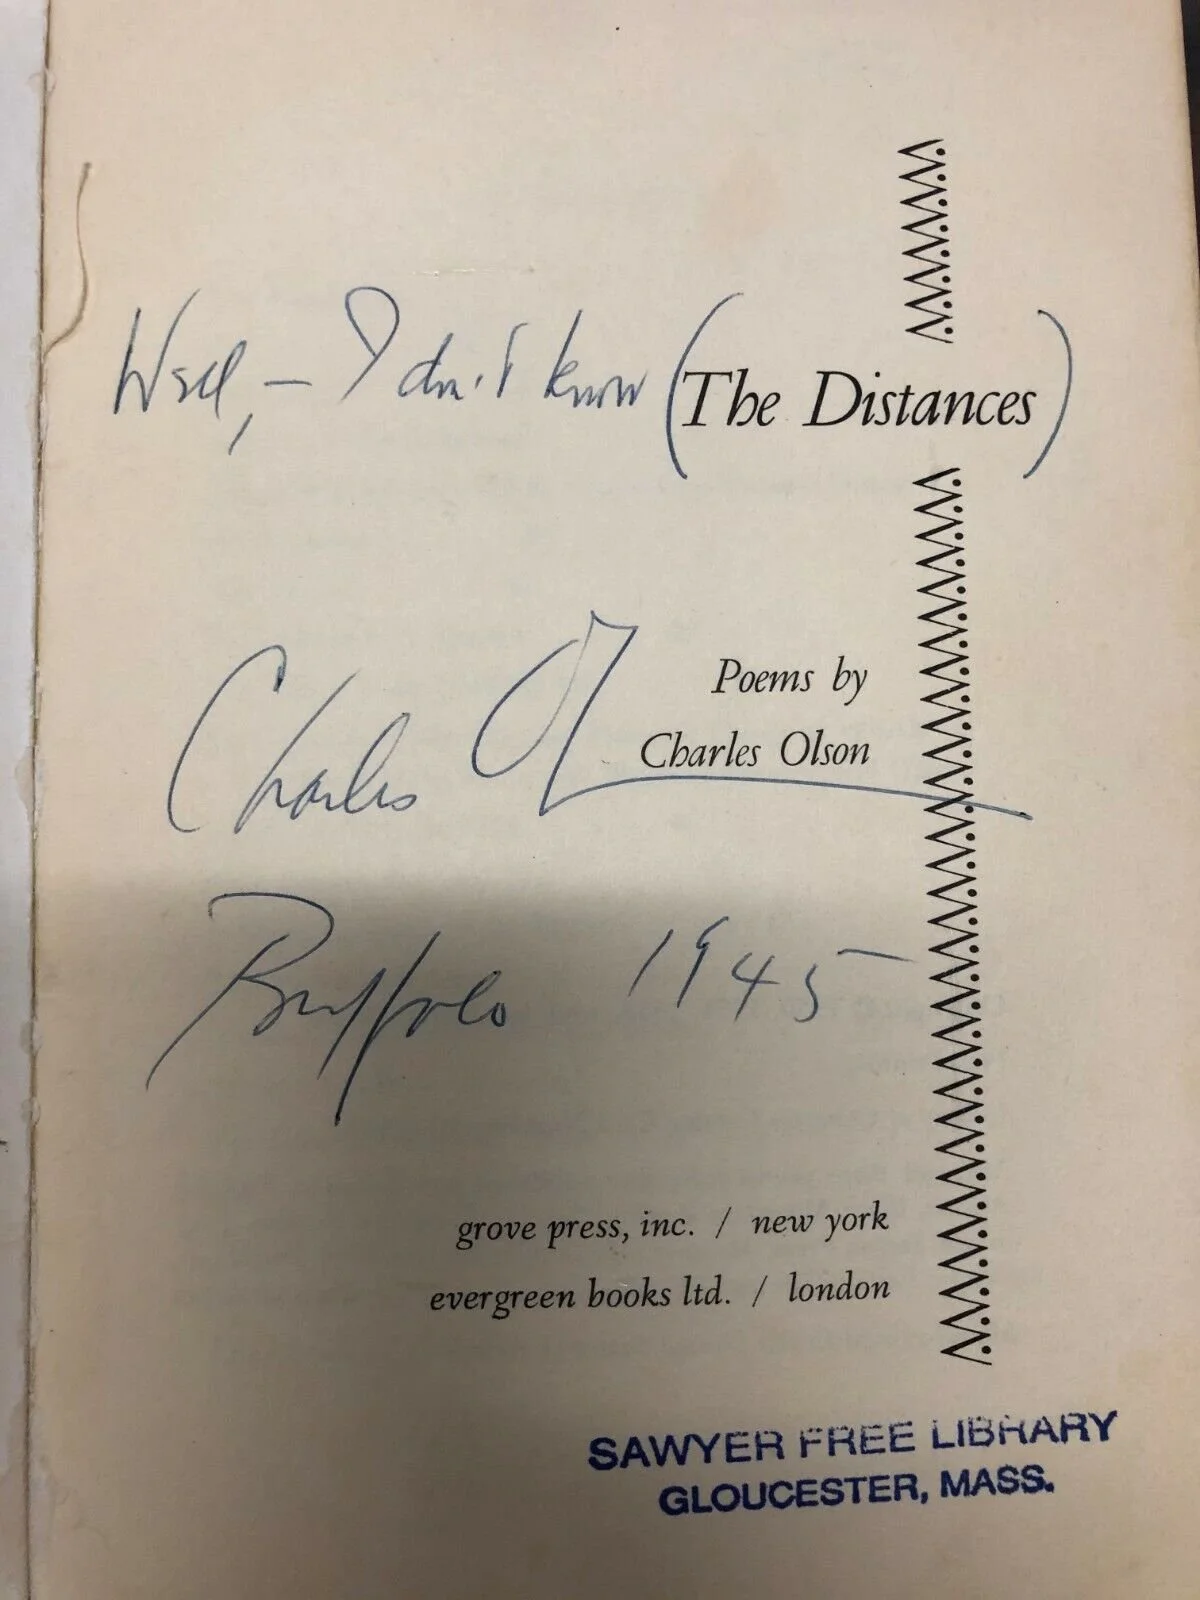 Well, — I don't know (The Distances)
Poems by
Charles Olson
Charles Ol
Buffalo 1945
grove press, inc. / new york
evergreen books ltd. / london
SAWYER FREE LIBRARY
GLOUCESTER, MASS.